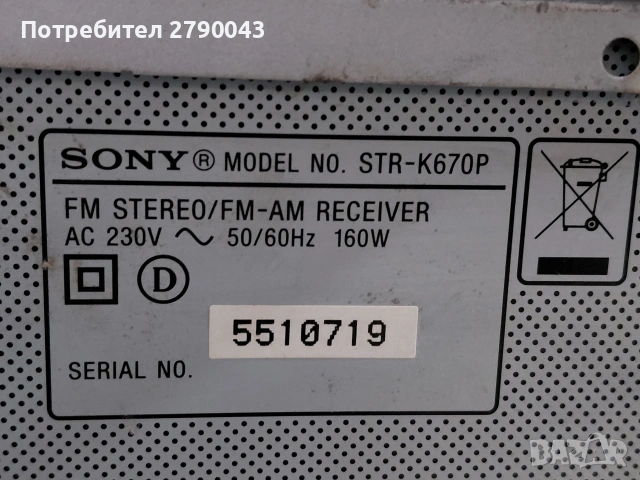 Потребител 2790043
SONY® MODEL NO. STR-K670P
FM STEREO/FM-AM RECEIVER
AC 230V ~ 50/60Hz 160W
D
5510719
SERIAL NO.
BAZAR